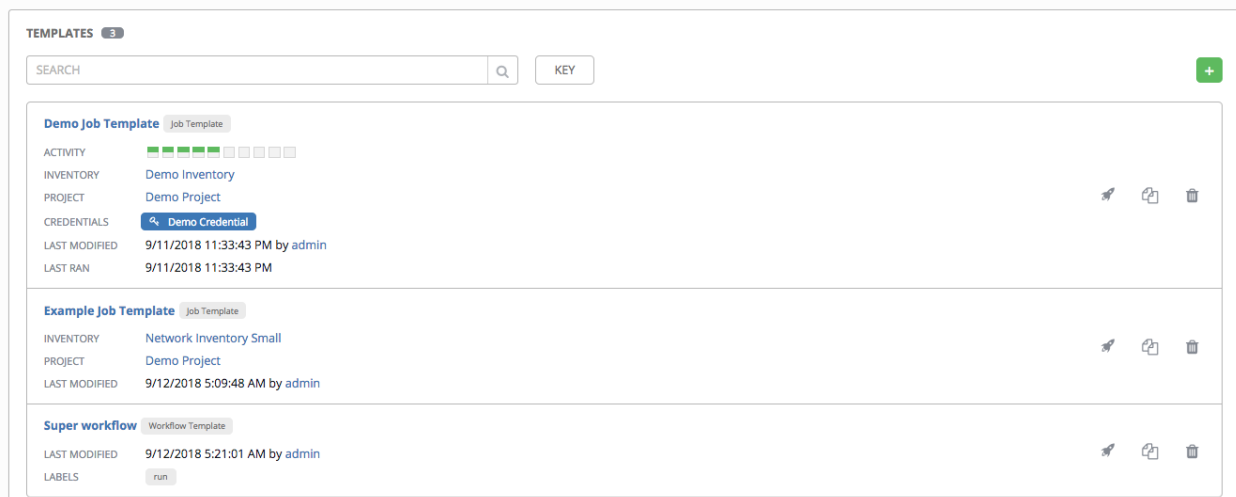 TEMPLATES 3
SEARCH KEY +
Demo Job Template Job Template
ACTIVITY
INVENTORY Demo Inventory
PROJECT Demo Project
CREDENTIALS Demo Credential
LAST MODIFIED 9/11/2018 11:33:43 PM by admin
LAST RAN 9/11/2018 11:33:43 PM
Example Job Template Job Template
INVENTORY Network Inventory Small
PROJECT Demo Project
LAST MODIFIED 9/12/2018 5:09:48 AM by admin
Super workflow Workflow Template
LAST MODIFIED 9/12/2018 5:21:01 AM by admin
LABELS run